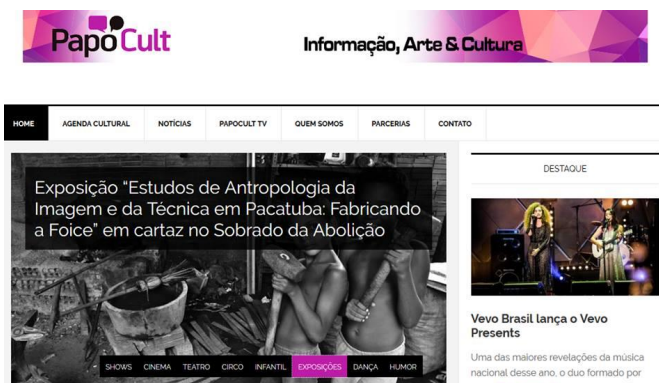 PapoCult
Informação, Arte & Cultura
HOME AGENDA CULTURAL NOTÍCIAS PAPOCULT TV QUEM SOMOS PARCERIAS CONTATO
Exposição “Estudos de Antropologia da
Imagem e da Técnica em Pacatuba: Fabricando
a Foice” em cartaz no Sobrado da Abolição
SHOWS CINEMA TEATRO CIRCO INFANTIL EXPOSIÇÕES DANÇA HUMOR
DESTAQUE
Vevo Brasil lança o Vevo
Presents
Uma das maiores revelações da música
nacional desse ano, o duo formado por